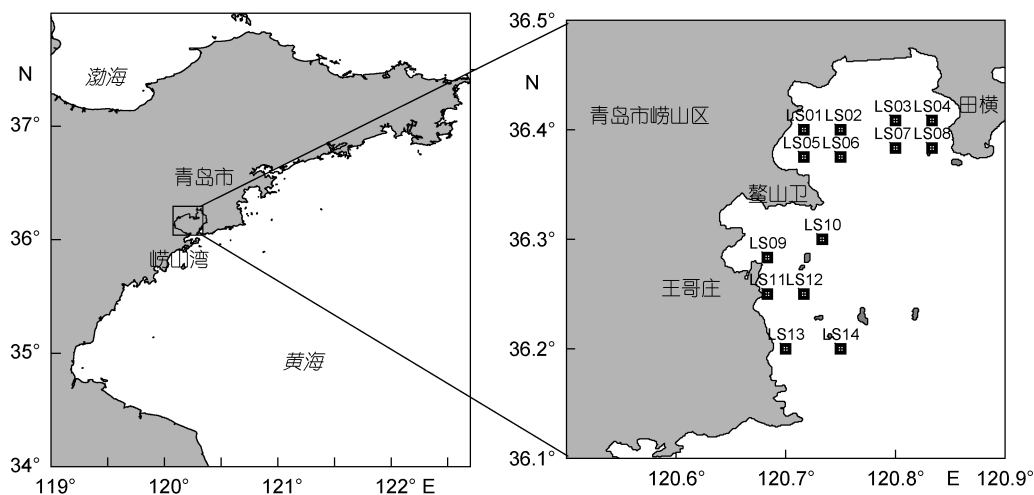 N
渤海
37°
青岛市
36°
崂山湾
35°
黄海
34°
119°
120°
121°
122° E
36.5°
N
青岛市崂山区
LS03 LS04
田横
36.4°
LS01 LS02
LS07 LS08
LS05 LS06
鳌山卫
LS10
36.3°
LS09
王哥庄
LS11 LS12
36.2°
LS13
LS14
36.1°
120.6°
120.7°
120.8°
E
120.9°